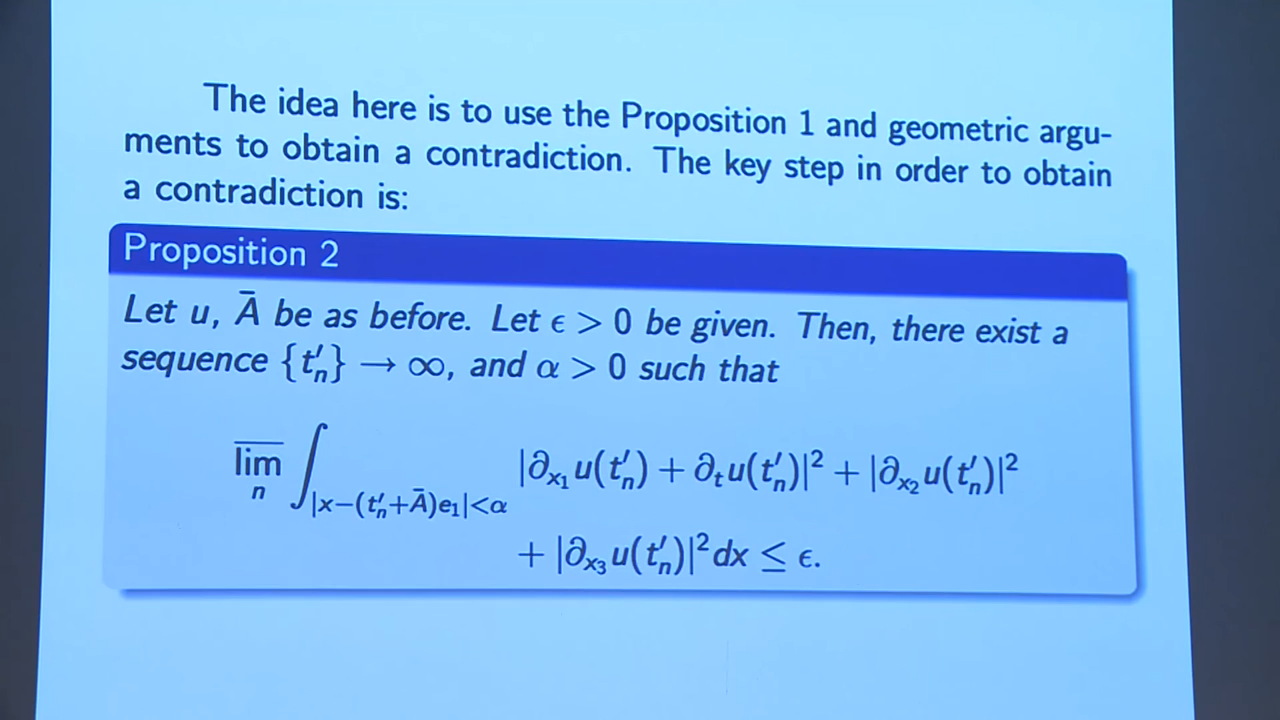 The idea here is to use the Proposition 1 and geometric argu-
ments to obtain a contradiction. The key step in order to obtain
a contradiction is:
Proposition 2
Let u, Ā be as before. Let ϵ > 0 be given. Then, there exist a
sequence {t′ₙ} → ∞, and α > 0 such that
lim̅ₙ ∫_{|x−(t′ₙ+Ā)e₁|<α} |∂ₓ₁u(t′ₙ) + ∂ₜu(t′ₙ)|² + |∂ₓ₂u(t′ₙ)|²
+ |∂ₓ₃u(t′ₙ)|² dx ≤ ϵ.